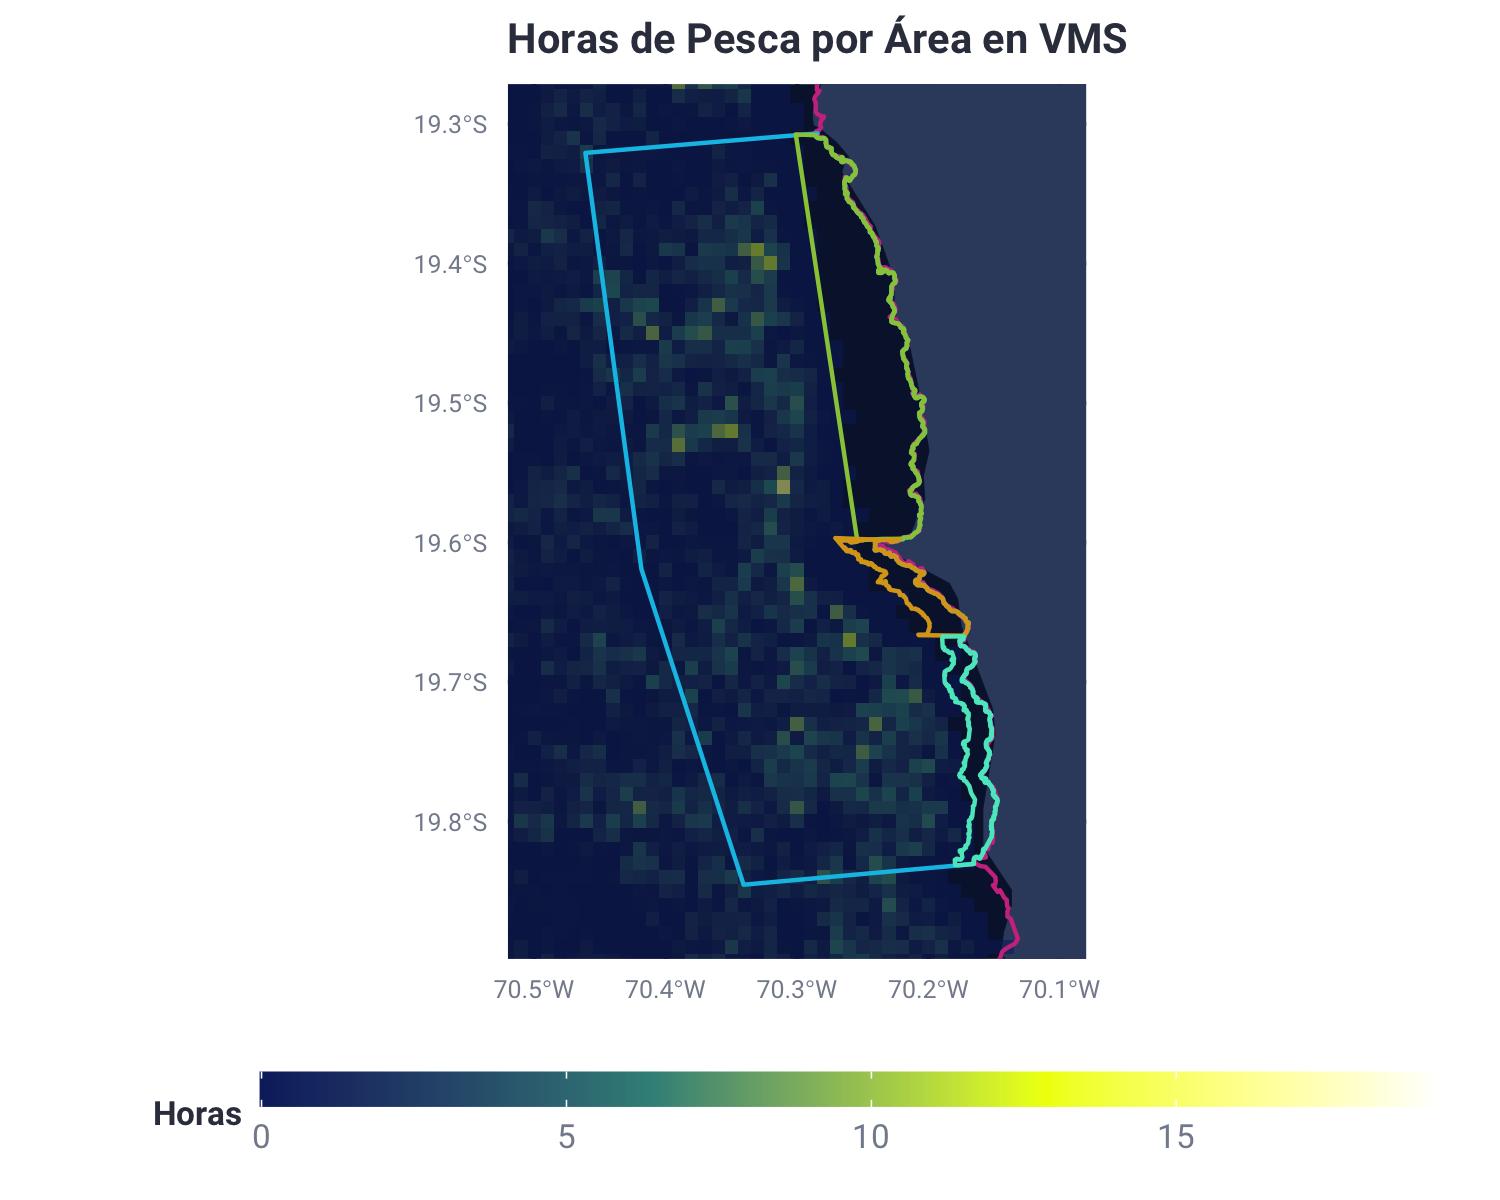 Horas de Pesca por Área en VMS
19.3°S
19.4°S
19.5°S
19.6°S
19.7°S
19.8°S
70.5°W 70.4°W 70.3°W 70.2°W 70.1°W
Horas
0 5 10 15